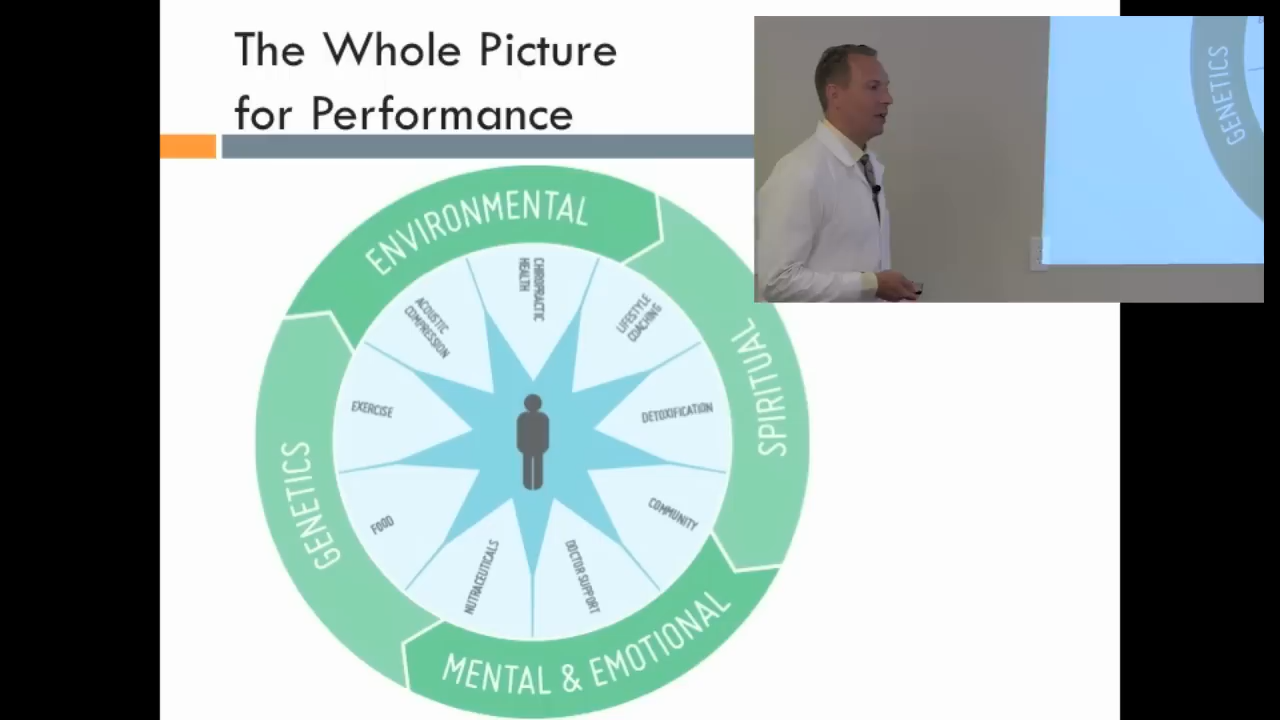 The Whole Picture
for Performance
ENVIRONMENTAL
SPIRITUAL
MENTAL & EMOTIONAL
GENETICS
CHIROPRACTIC
HEALTH
LIFESTYLE
COACHING
DETOXIFICATION
COMMUNITY
DOCTOR SUPPORT
NUTRACEUTICALS
FOOD
EXERCISE
ACOUSTIC
COMPRESSION
GENETICS